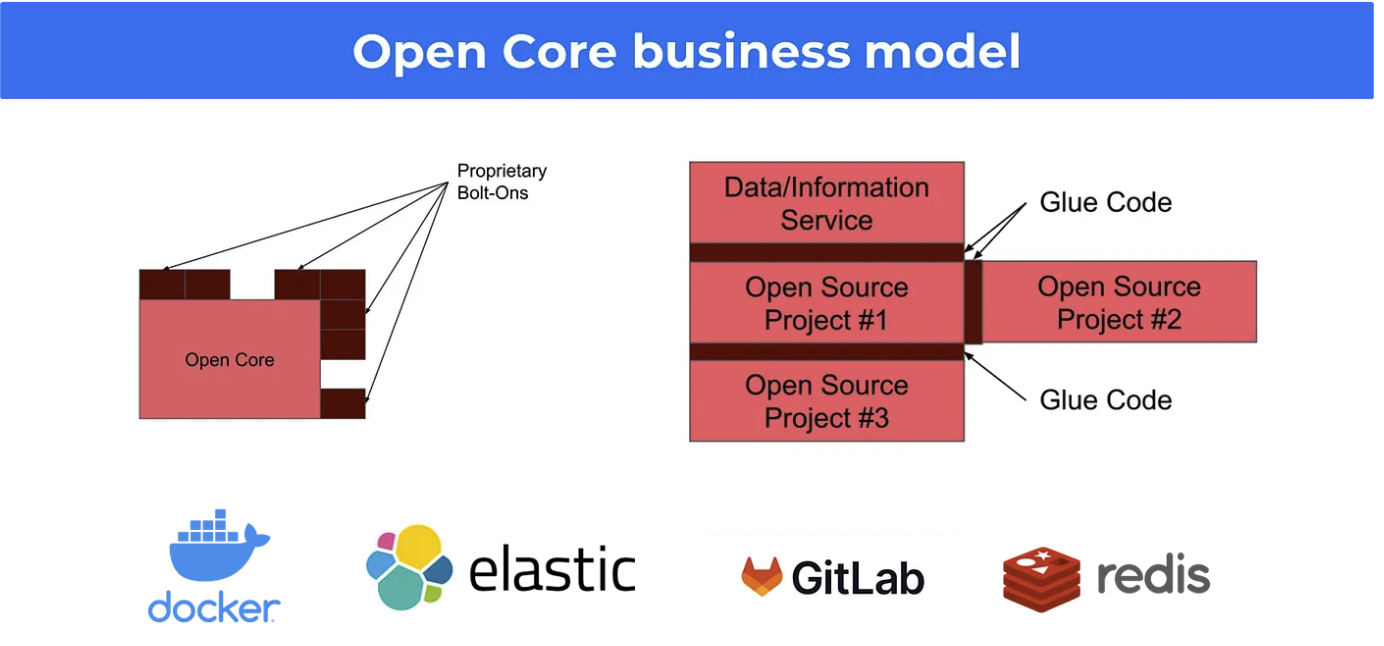 Open Core business model
Proprietary
Bolt-Ons
Open Core
Data/Information
Service
Glue Code
Open Source
Project #1
Open Source
Project #2
Open Source
Project #3
Glue Code
docker
elastic
GitLab
redis